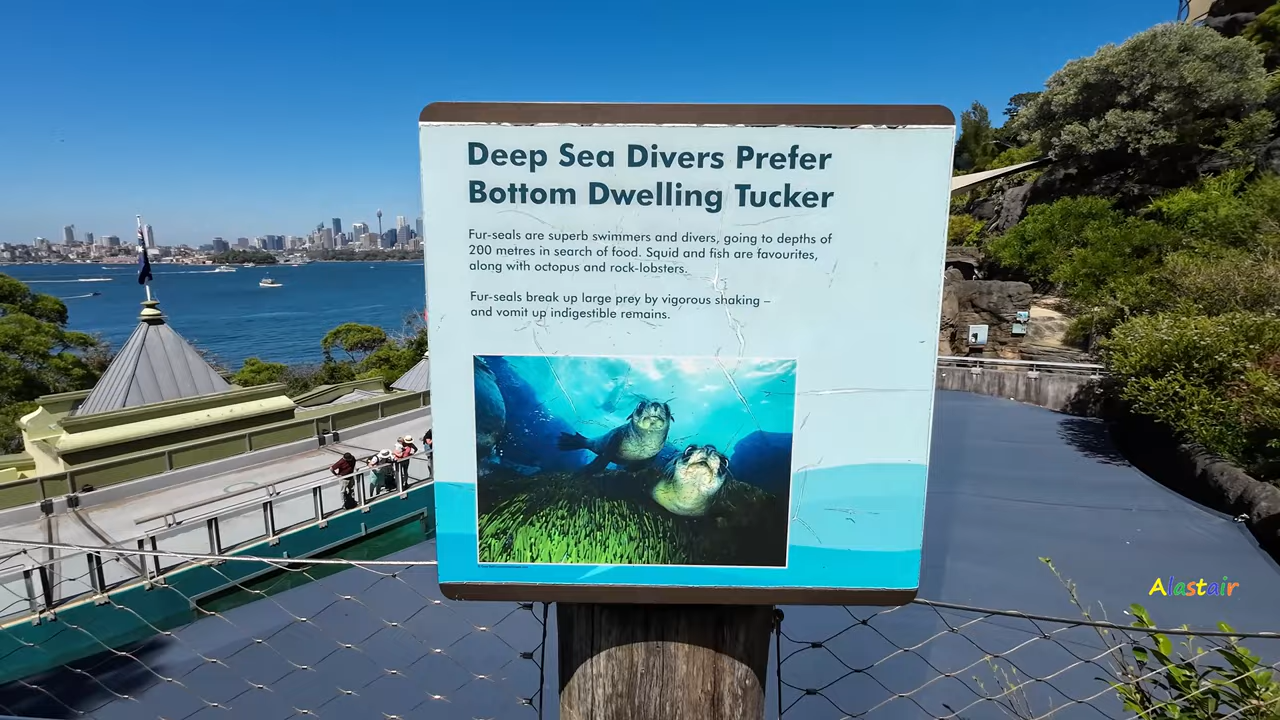 Deep Sea Divers Prefer
Bottom Dwelling Tucker
Fur-seals are superb swimmers and divers, going to depths of
200 metres in search of food. Squid and fish are favourites,
along with octopus and rock-lobsters.
Fur-seals break up large prey by vigorous shaking –
and vomit up indigestible remains.
Alastair